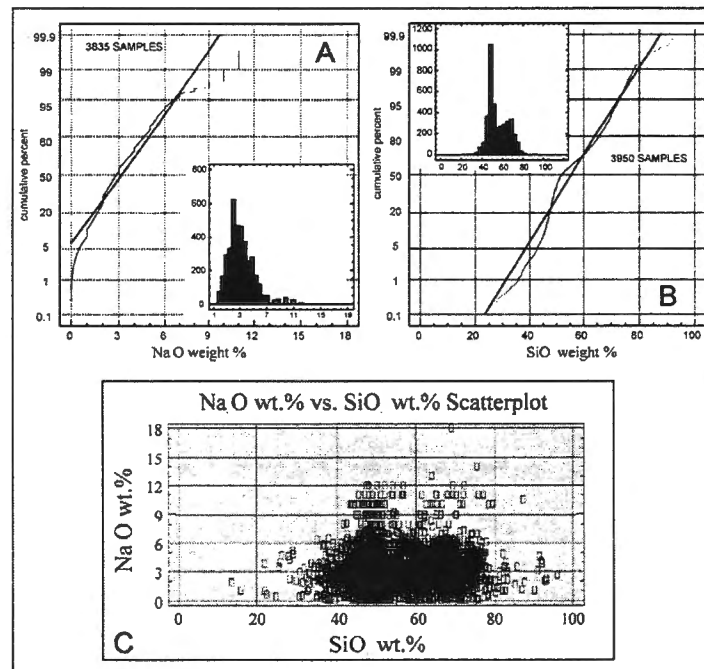 99.9
99
95
80
50
20
5
1
0.1
cumulative percent
3835 SAMPLES
A
800
600
400
200
0
3 7 11 15 19
0 3 6 9 12 15 18
Na O weight %
99.9
99
95
80
50
20
5
1
0.1
cumulative percent
1200
1000
800
600
400
200
0
0 20 40 60 80 100
3950 SAMPLES
B
0 20 40 60 80 100
SiO weight %
Na O wt.% vs. SiO wt.% Scatterplot
18
15
12
9
6
3
0
Na O wt.%
0 20 40 60 80 100
C
SiO wt.%